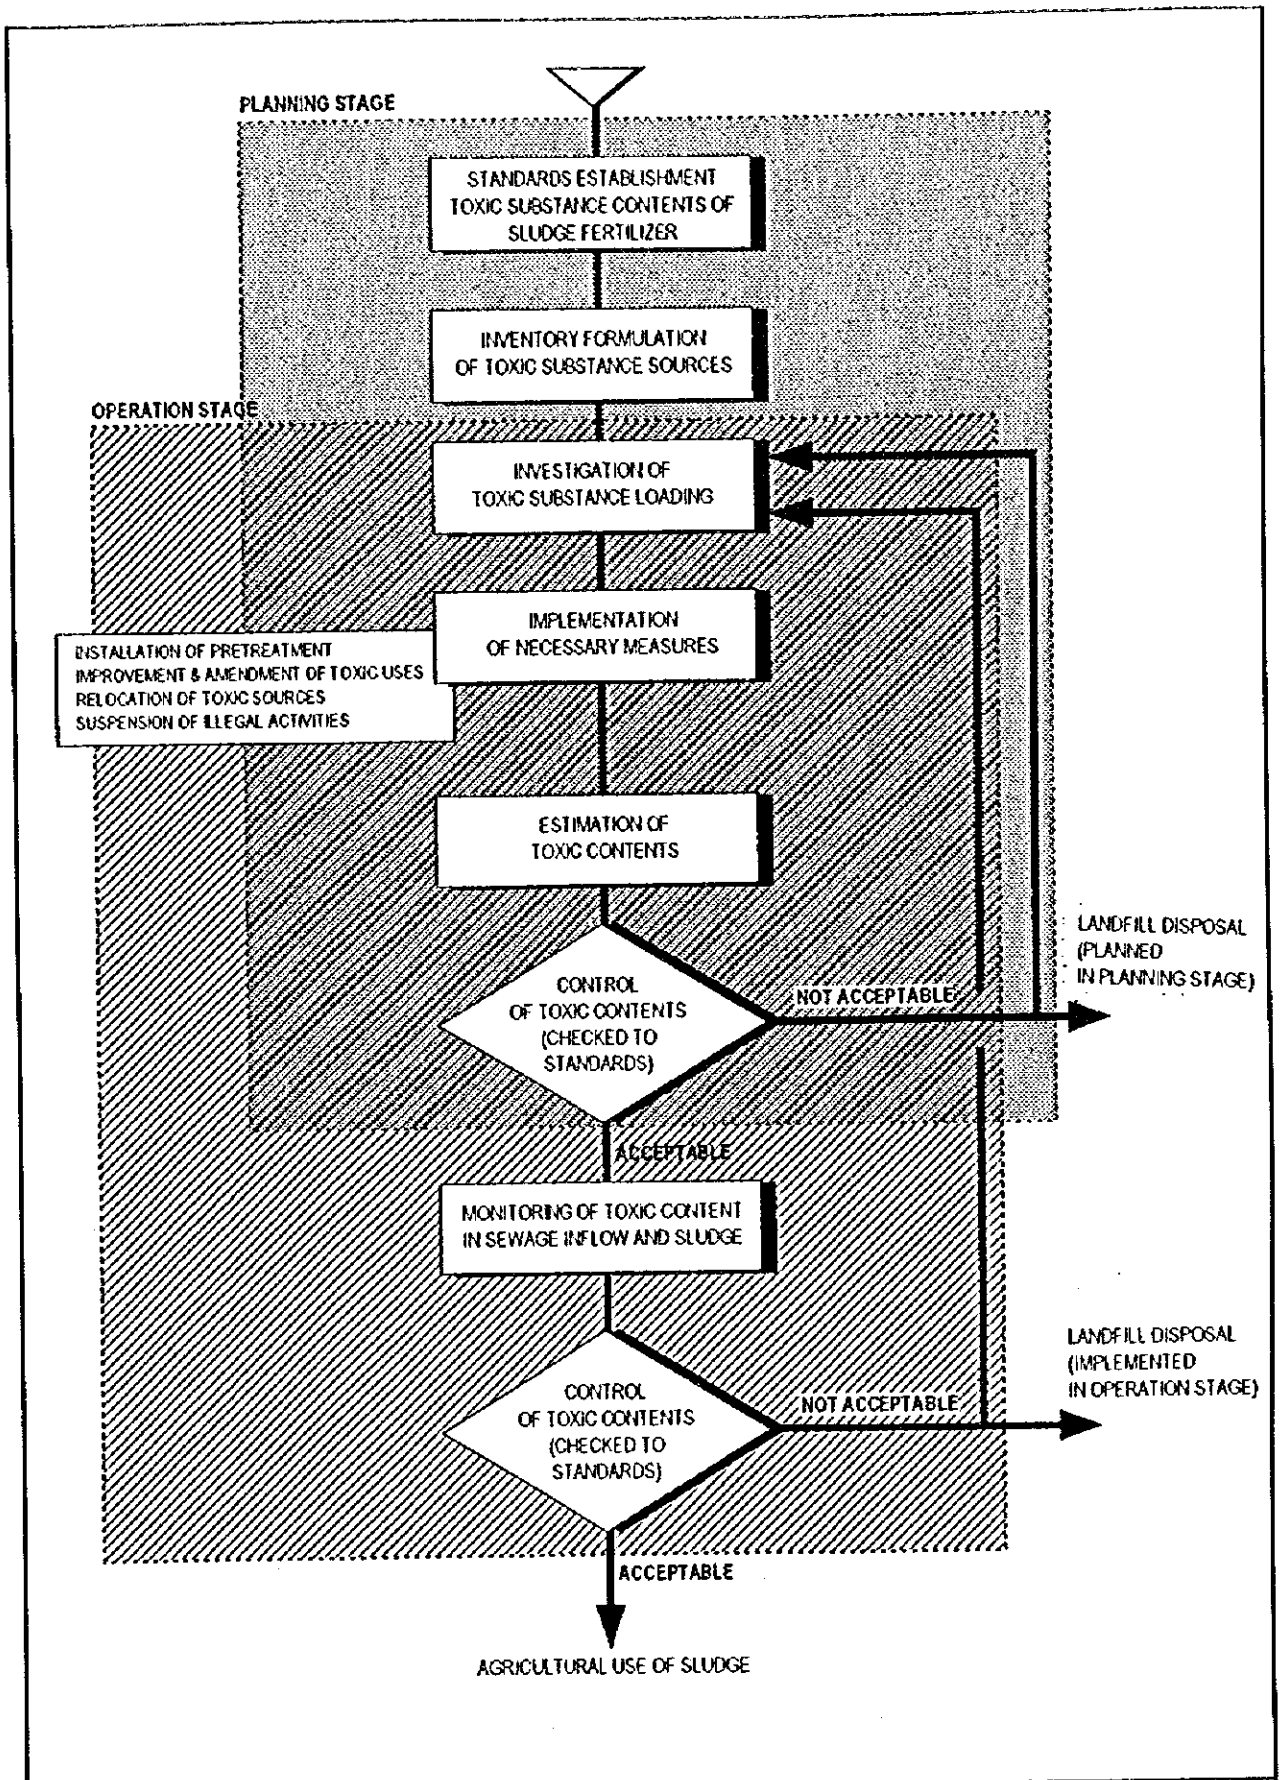 PLANNING STAGE
STANDARDS ESTABLISHMENT
TOXIC SUBSTANCE CONTENTS OF
SLUDGE FERTILIZER
INVENTORY FORMULATION
OF TOXIC SUBSTANCE SOURCES
OPERATION STAGE
INVESTIGATION OF
TOXIC SUBSTANCE LOADING
IMPLEMENTATION
OF NECESSARY MEASURES
INSTALLATION OF PRETREATMENT
IMPROVEMENT & AMENDMENT OF TOXIC USES
RELOCATION OF TOXIC SOURCES
SUSPENSION OF ILLEGAL ACTIVITIES
ESTIMATION OF
TOXIC CONTENTS
CONTROL
OF TOXIC CONTENTS
(CHECKED TO
STANDARDS)
NOT ACCEPTABLE
LANDFILL DISPOSAL
(PLANNED
IN PLANNING STAGE)
ACCEPTABLE
MONITORING OF TOXIC CONTENT
IN SEWAGE INFLOW AND SLUDGE
CONTROL
OF TOXIC CONTENTS
(CHECKED TO
STANDARDS)
NOT ACCEPTABLE
LANDFILL DISPOSAL
(IMPLEMENTED
IN OPERATION STAGE)
ACCEPTABLE
AGRICULTURAL USE OF SLUDGE